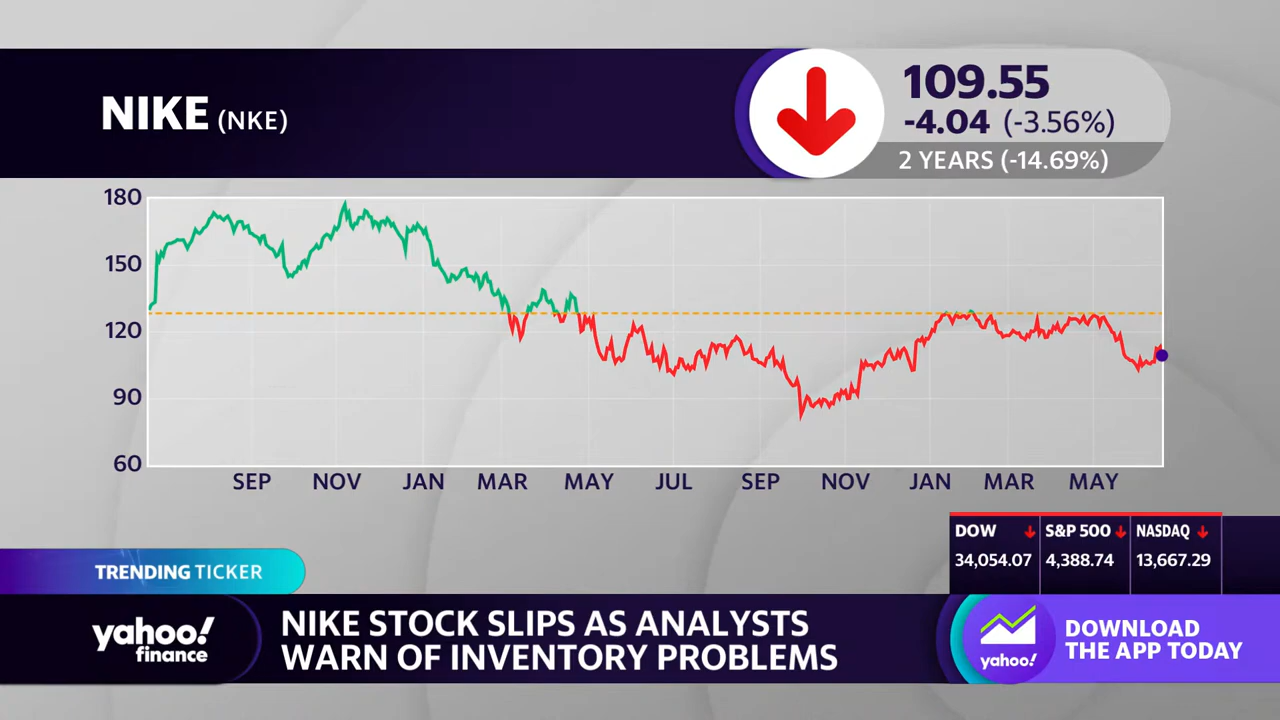 NIKE (NKE)
109.55
-4.04 (-3.56%)
2 YEARS (-14.69%)
180
150
120
90
60
SEP NOV JAN MAR MAY JUL SEP NOV JAN MAR MAY
DOW S&P 500 NASDAQ
34,054.07 4,388.74 13,667.29
TRENDING TICKER
yahoo!
finance
NIKE STOCK SLIPS AS ANALYSTS
WARN OF INVENTORY PROBLEMS
yahoo!
DOWNLOAD
THE APP TODAY